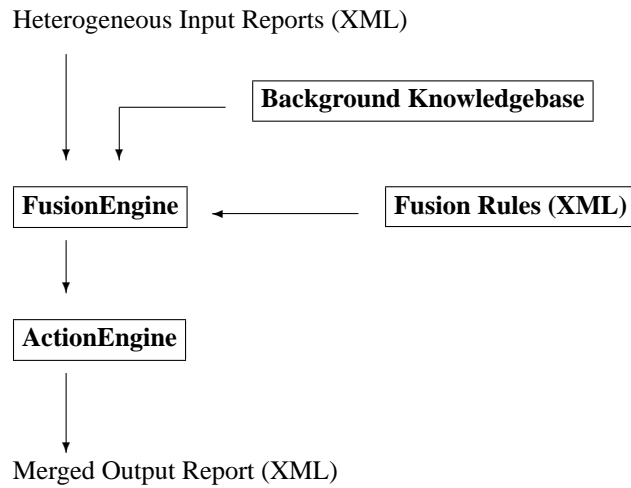 Heterogeneous Input Reports (XML)
Background Knowledgebase
FusionEngine
Fusion Rules (XML)
ActionEngine
Merged Output Report (XML)